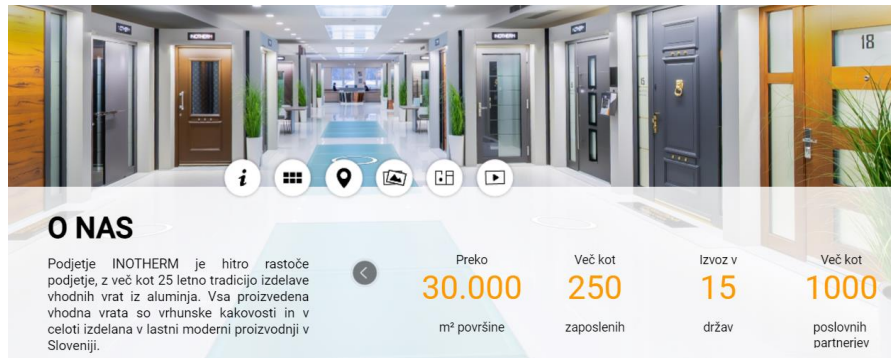 INOTHERM
INOTHERM
18
O NAS
Podjetje INOTHERM je hitro rastoče
podjetje, z več kot 25 letno tradicijo izdelave
vhodnih vrat iz aluminja. Vsa proizvedena
vhodna vrata so vrhunske kakovosti in v
celoti izdelana v lastni moderni proizvodnji v
Sloveniji.
Preko
30.000
m² površine
Več kot
250
zaposlenih
Izvoz v
15
držav
Več kot
1000
poslovnih
partnerjev